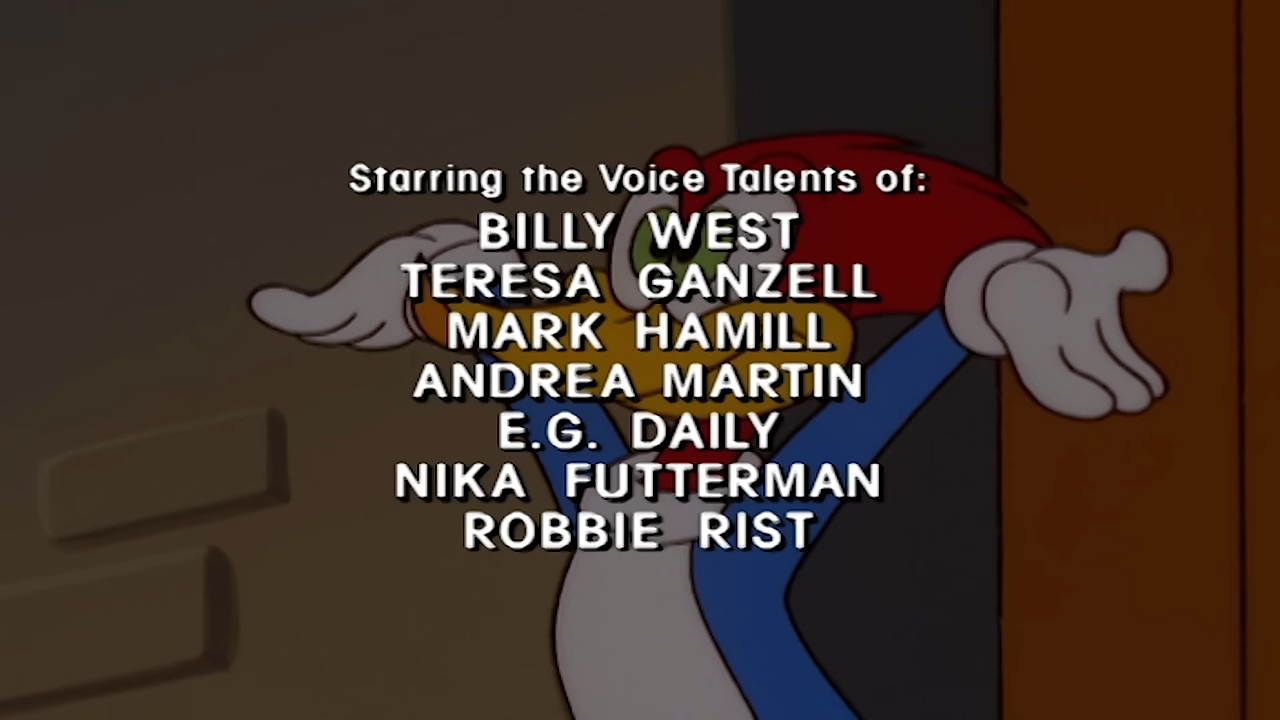 Starring the Voice Talents of:
BILLY WEST
TERESA GANZELL
MARK HAMILL
ANDREA MARTIN
E.G. DAILY
NIKA FUTTERMAN
ROBBIE RIST